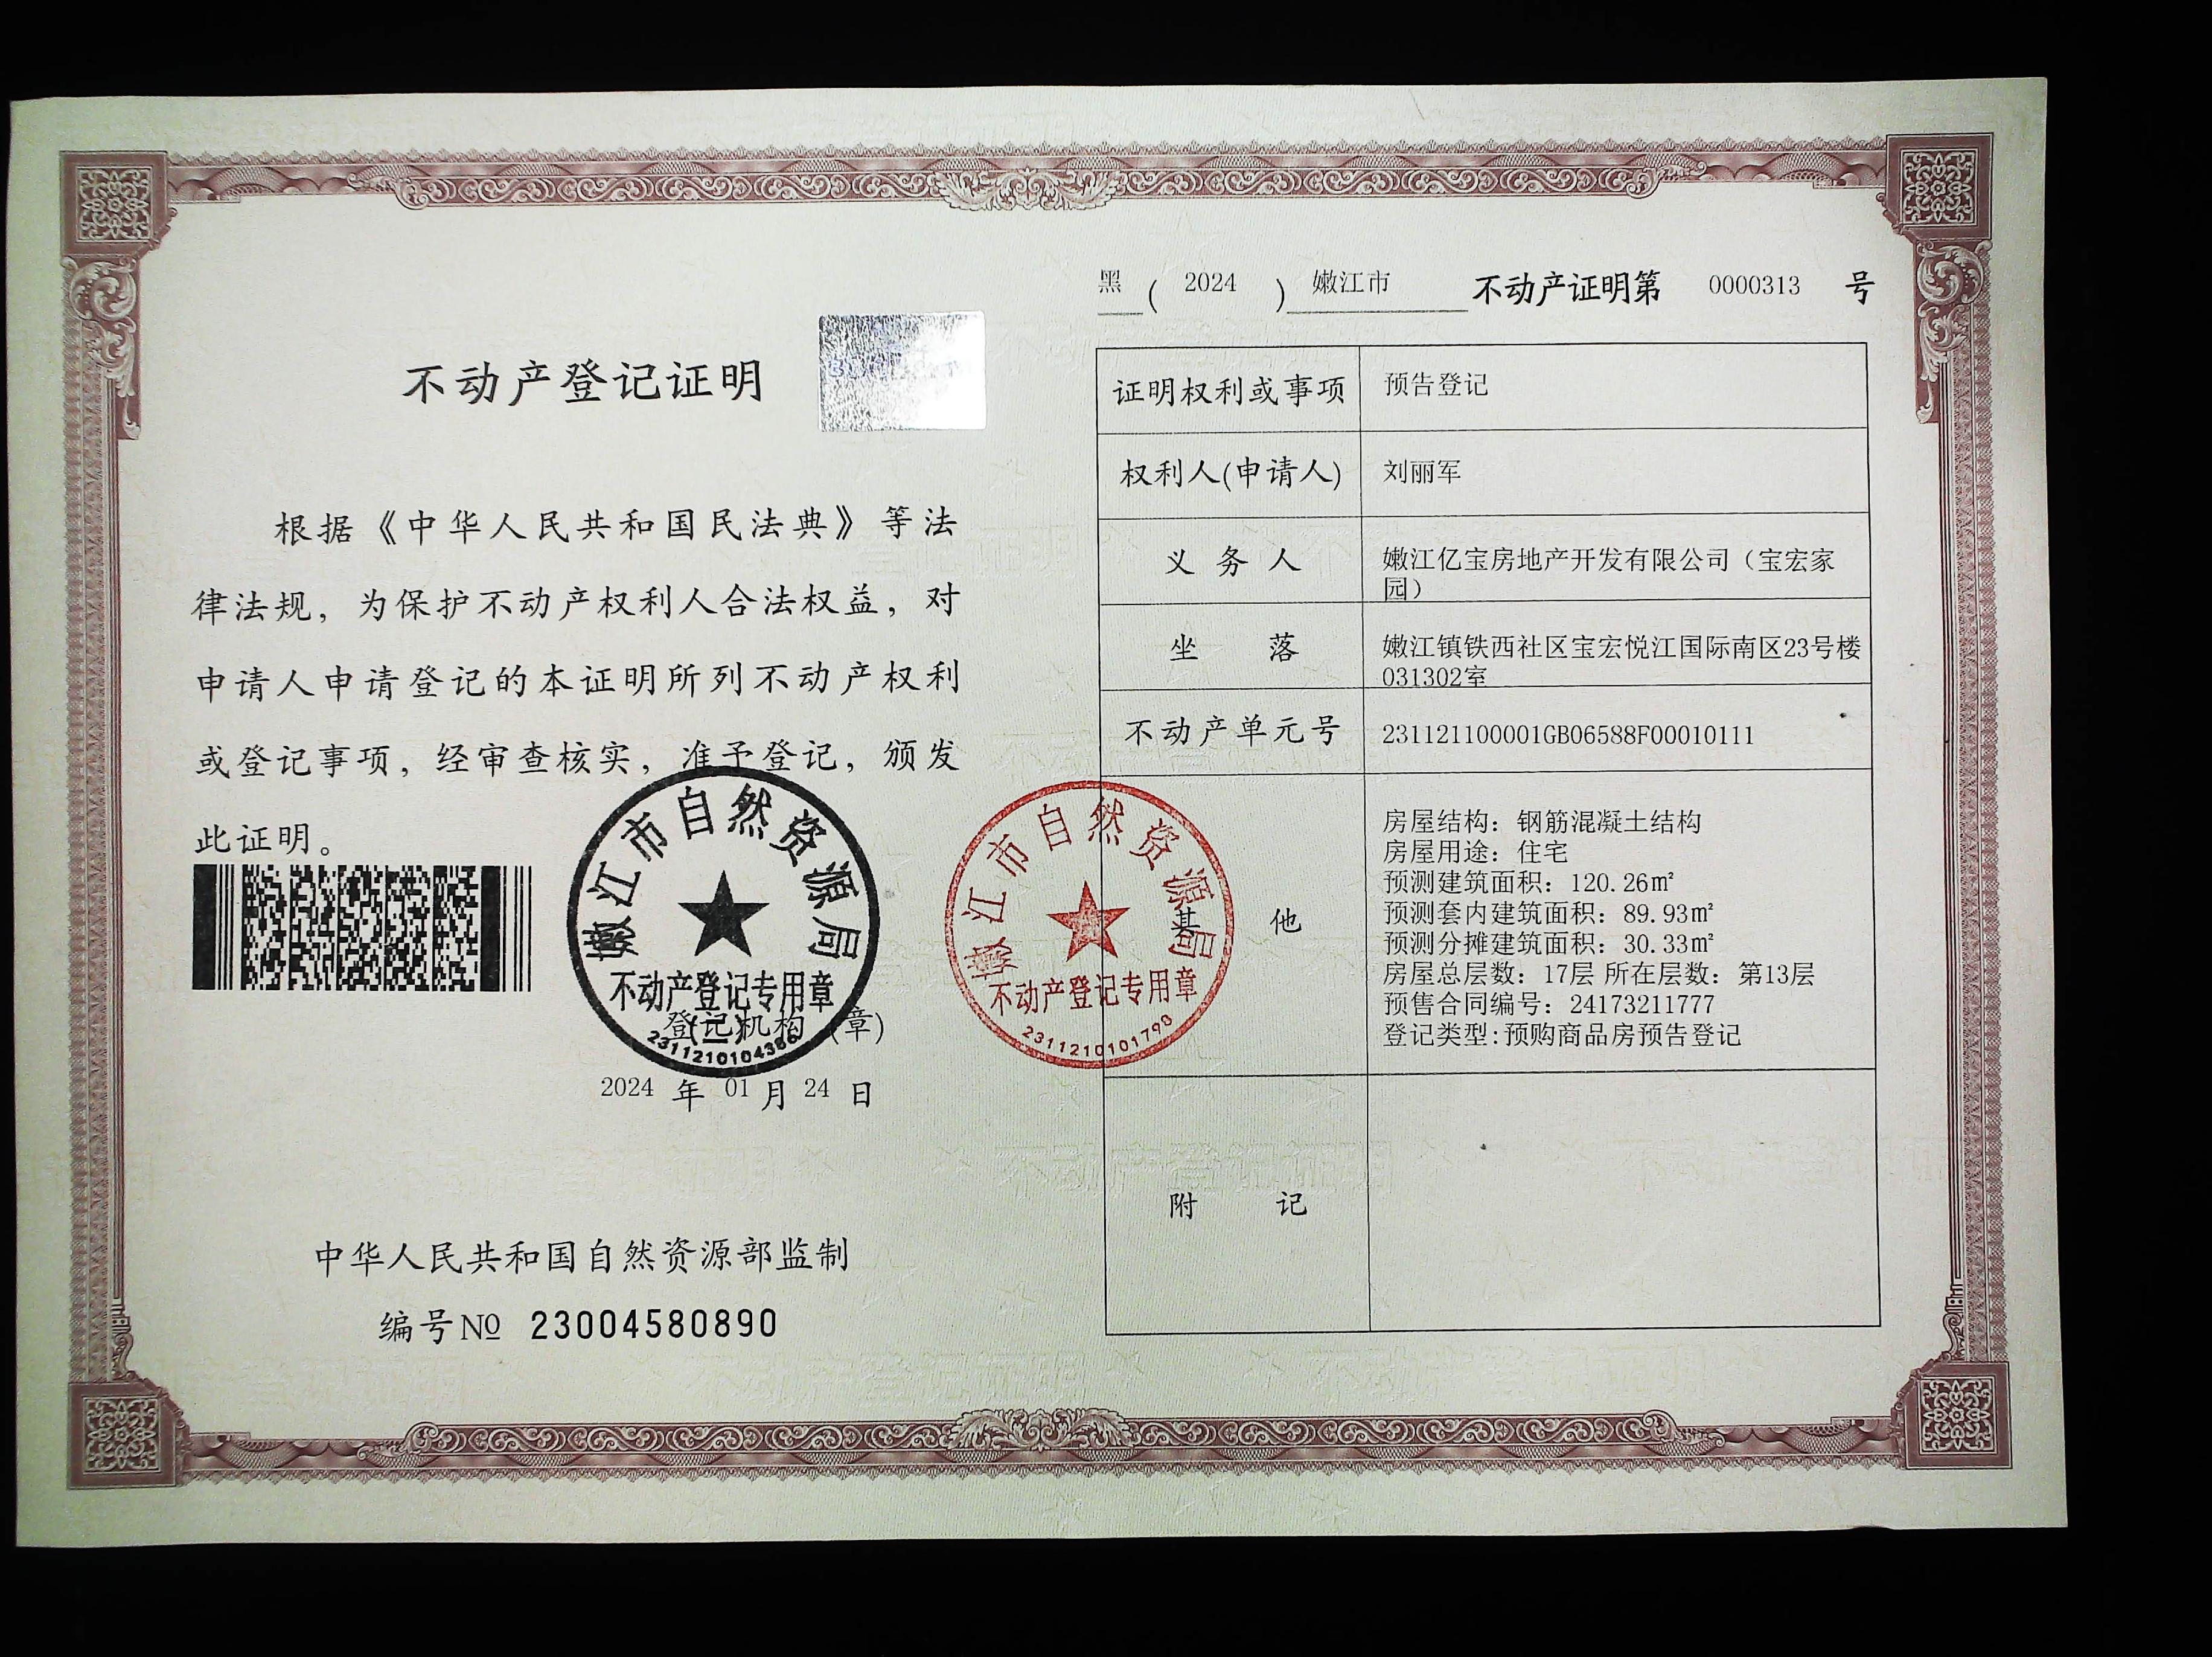 不动产登记证明
根据《中华人民共和国民法典》等法
律法规，为保护不动产权利人合法权益，对
申请人申请登记的本证明所列不动产权利
或登记事项，经审查核实，准予登记，颁发
此证明。
嫩江市自然资源局
不动产登记专用章
登记机构（章）
2024 年 01 月 24 日
中华人民共和国自然资源部监制
编号№ 23004580890
嫩江市自然资源局
不动产登记专用章
2311210101798
黑（2024）嫩江市 不动产证明第 0000313 号
证明权利或事项 预告登记
权利人(申请人) 刘丽军
义务人 嫩江亿宝房地产开发有限公司（宝宏家
园）
坐落 嫩江镇铁西社区宝宏悦江国际南区23号楼
031302室
不动产单元号 231121100001GB06588F00010111
其他
房屋结构：钢筋混凝土结构
房屋用途：住宅
预测建筑面积：120.26㎡
预测套内建筑面积：89.93㎡
预测分摊建筑面积：30.33㎡
房屋总层数：17层 所在层数：第13层
预售合同编号：24173211777
登记类型:预购商品房预告登记
附记